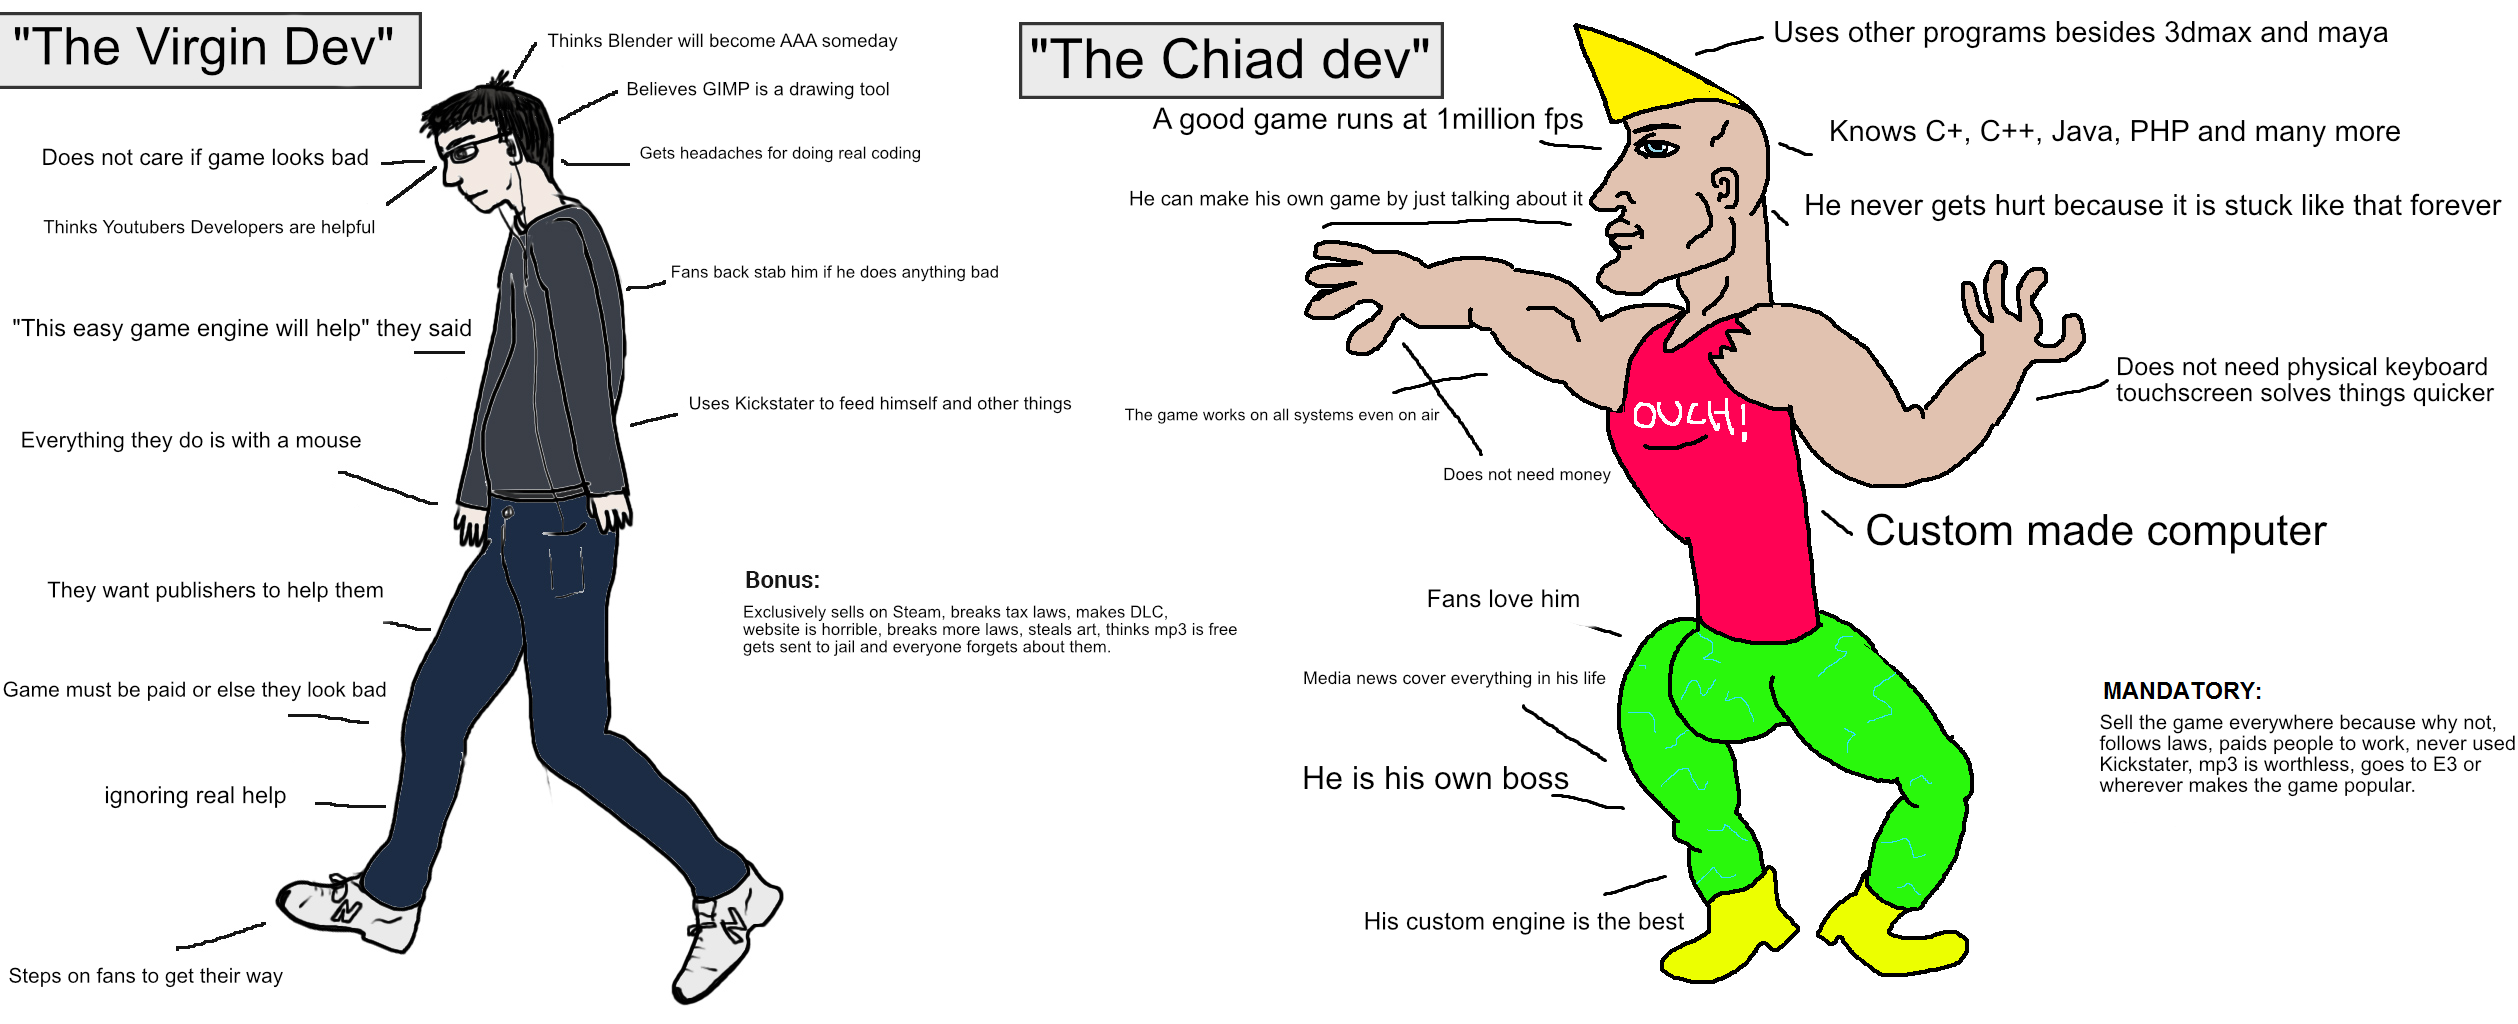 "The Virgin Dev"
Thinks Blender will become AAA someday
Believes GIMP is a drawing tool
Does not care if game looks bad
Gets headaches for doing real coding
Thinks Youtubers Developers are helpful
Fans back stab him if he does anything bad
"This easy game engine will help" they said
Uses Kickstater to feed himself and other things
Everything they do is with a mouse
They want publishers to help them
Bonus:
Exclusively sells on Steam, breaks tax laws, makes DLC,
website is horrible, breaks more laws, steals art, thinks mp3 is free
gets sent to jail and everyone forgets about them.
Game must be paid or else they look bad
ignoring real help
Steps on fans to get their way
N
N
"The Chiad dev"
Uses other programs besides 3dmax and maya
A good game runs at 1million fps
Knows C+, C++, Java, PHP and many more
He can make his own game by just talking about it
He never gets hurt because it is stuck like that forever
Does not need physical keyboard
touchscreen solves things quicker
The game works on all systems even on air
OUCH!
Does not need money
Custom made computer
Fans love him
Media news cover everything in his life
He is his own boss
His custom engine is the best
MANDATORY:
Sell the game everywhere because why not,
follows laws, paids people to work, never used
Kickstater, mp3 is worthless, goes to E3 or
wherever makes the game popular.